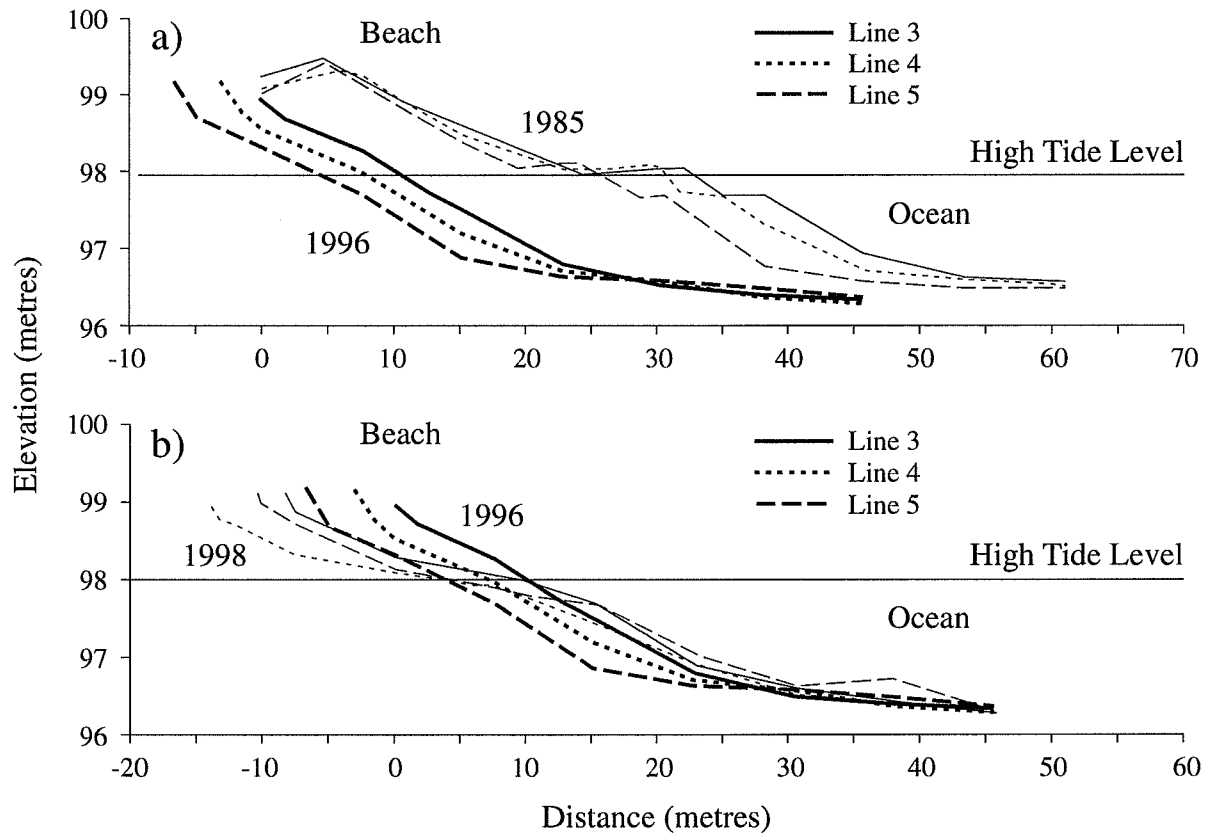 100
a)
Beach
Line 3
Line 4
Line 5
99
1985
High Tide Level
98
Ocean
1996
97
96
-10 0 10 20 30 40 50 60 70
Elevation (metres)
100
b)
Beach
Line 3
Line 4
Line 5
99
1996
1998
High Tide Level
98
Ocean
97
96
-20 -10 0 10 20 30 40 50 60
Distance (metres)